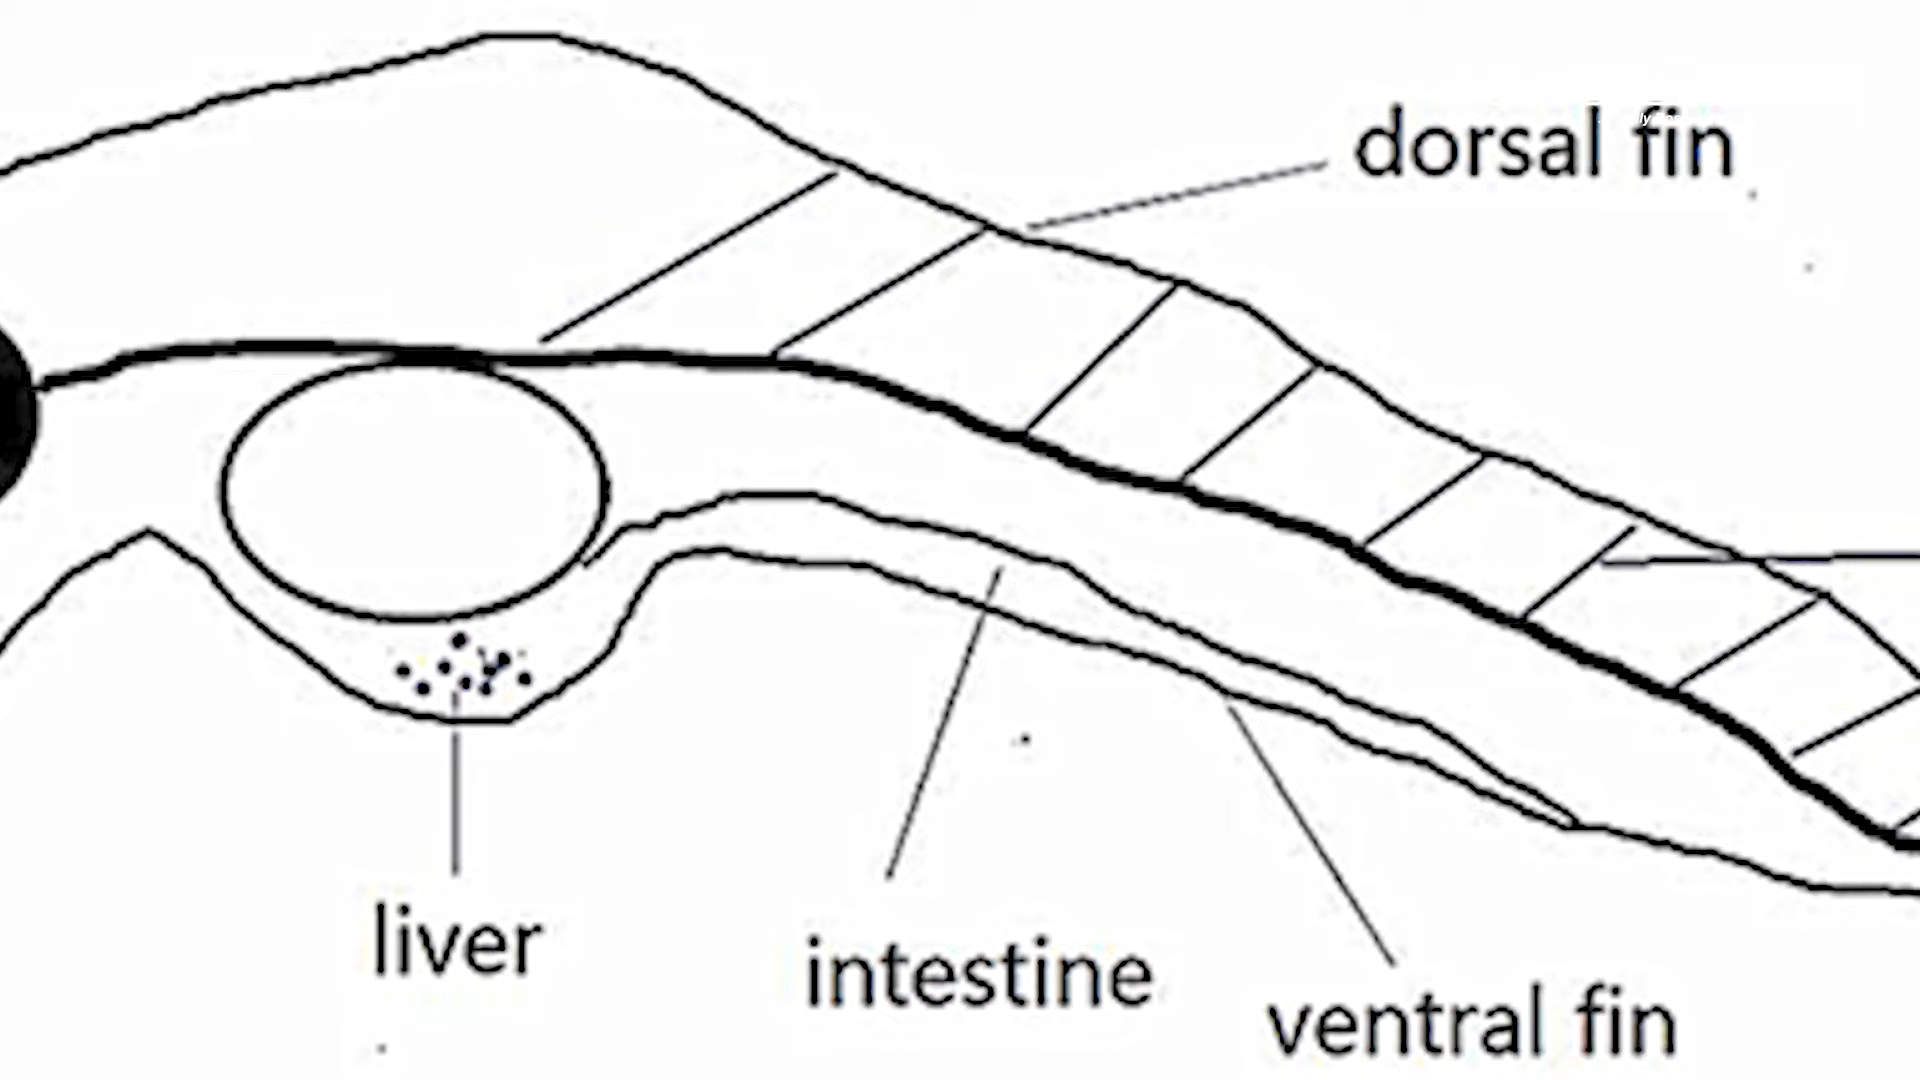 dorsal fin
liver
intestine
ventral fin